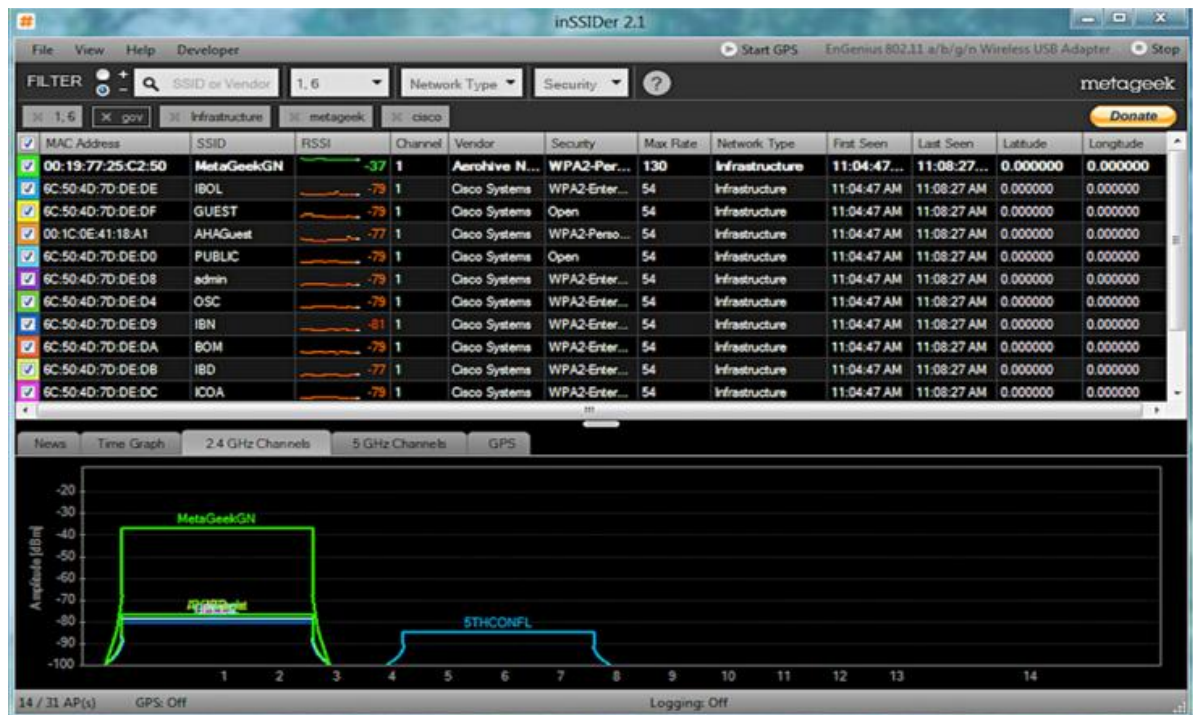 inSSIDer 2.1
File View Help Developer Start GPS EnGenius 802.11 a/b/g/n Wireless USB Adapter Stop
FILTER + - SSID or Vendor 1, 6 Network Type Security ? metageek
1, 6 gov Infrastructure metageek cisco Donate
MAC Address SSID RSSI Channel Vendor Security Max Rate Network Type First Seen Last Seen Latitude Longitude
00:19:77:25:C2:50 MetaGeekGN -37 1 Aerohive N... WPA2-Per... 130 Infrastructure 11:04:47... 11:08:27... 0.000000 0.000000
6C:50:4D:7D:DE:DE IBOL -79 1 Cisco Systems WPA2-Enter... 54 Infrastructure 11:04:47 AM 11:08:27 AM 0.000000 0.000000
6C:50:4D:7D:DE:DF GUEST -79 1 Cisco Systems Open 54 Infrastructure 11:04:47 AM 11:08:27 AM 0.000000 0.000000
00:1C:0E:41:18:A1 AHAGuest -77 1 Cisco Systems WPA2-Perso... 54 Infrastructure 11:04:47 AM 11:08:27 AM 0.000000 0.000000
6C:50:4D:7D:DE:D0 PUBLIC -79 1 Cisco Systems Open 54 Infrastructure 11:04:47 AM 11:08:27 AM 0.000000 0.000000
6C:50:4D:7D:DE:D8 admin -79 1 Cisco Systems WPA2-Enter... 54 Infrastructure 11:04:47 AM 11:08:27 AM 0.000000 0.000000
6C:50:4D:7D:DE:D4 OSC -79 1 Cisco Systems WPA2-Enter... 54 Infrastructure 11:04:47 AM 11:08:27 AM 0.000000 0.000000
6C:50:4D:7D:DE:D9 IBN -81 1 Cisco Systems WPA2-Enter... 54 Infrastructure 11:04:47 AM 11:08:27 AM 0.000000 0.000000
6C:50:4D:7D:DE:DA BOM -79 1 Cisco Systems WPA2-Enter... 54 Infrastructure 11:04:47 AM 11:08:27 AM 0.000000 0.000000
6C:50:4D:7D:DE:DB IBD -77 1 Cisco Systems WPA2-Enter... 54 Infrastructure 11:04:47 AM 11:08:27 AM 0.000000 0.000000
6C:50:4D:7D:DE:DC ICOA -79 1 Cisco Systems WPA2-Enter... 54 Infrastructure 11:04:47 AM 11:08:27 AM 0.000000 0.000000
News Time Graph 2.4 GHz Channels 5 GHz Channels GPS
Amplitude [dBm]
-20
-30
MetaGeekGN
-40
-50
-60
-70
-80
5THCONFL
-90
-100
1 2 3 4 5 6 7 8 9 10 11 12 13 14
14 / 31 AP(s) GPS: Off Logging: Off